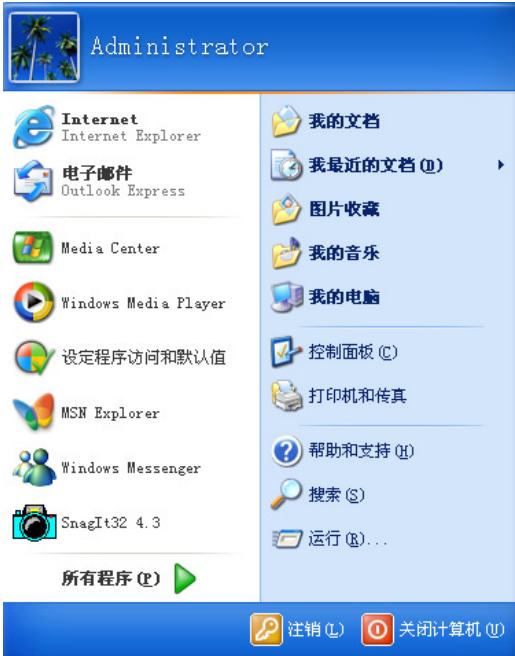 Administrator
Internet
Internet Explorer
电子邮件
Outlook Express
Media Center
Windows Media Player
设定程序访问和默认值
MSN Explorer
Windows Messenger
SnagIt32 4.3
所有程序(P)
我的文档
我最近的文档(D)
图片收藏
我的音乐
我的电脑
控制面板(C)
打印机和传真
帮助和支持(H)
搜索(S)
运行(R)...
注销(L)
关闭计算机(U)